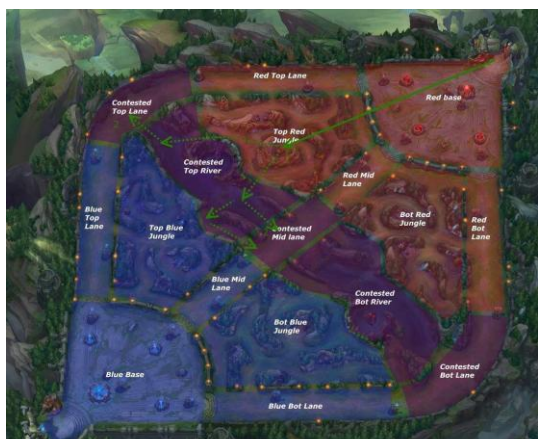 Red Top Lane
Contested
Top Lane
Red base
Top Red
Jungle
Contested
Top River
Red Mid
Lane
Blue
Top
Lane
Top Blue
Jungle
Contested
Mid lane
Bot Red
Jungle
Red
Bot
Lane
Blue Mid
Lane
Contested
Bot River
Bot Blue
Jungle
Blue Base
Contested
Bot Lane
Blue Bot Lane